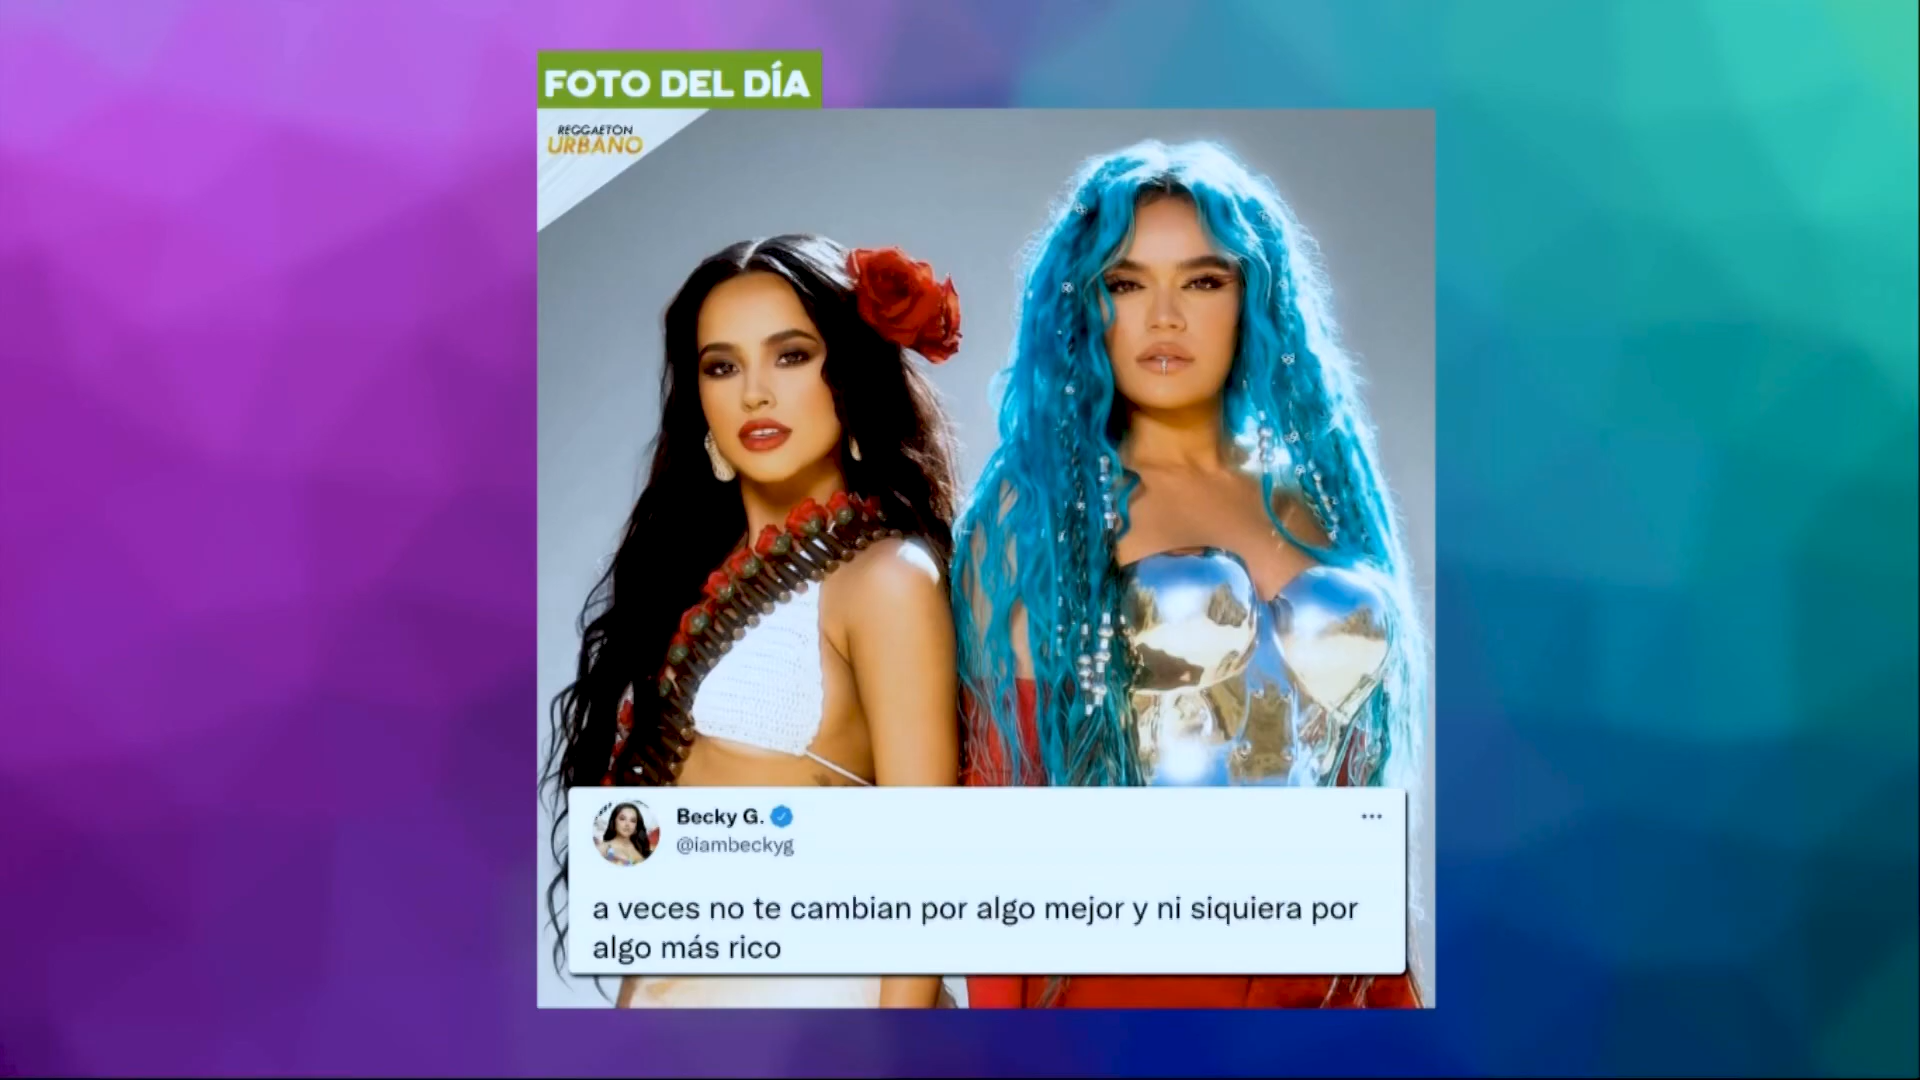 FOTO DEL DÍA
REGGAETON
URBANO
Becky G.
@iambeckyg
a veces no te cambian por algo mejor y ni siquiera por
algo más rico